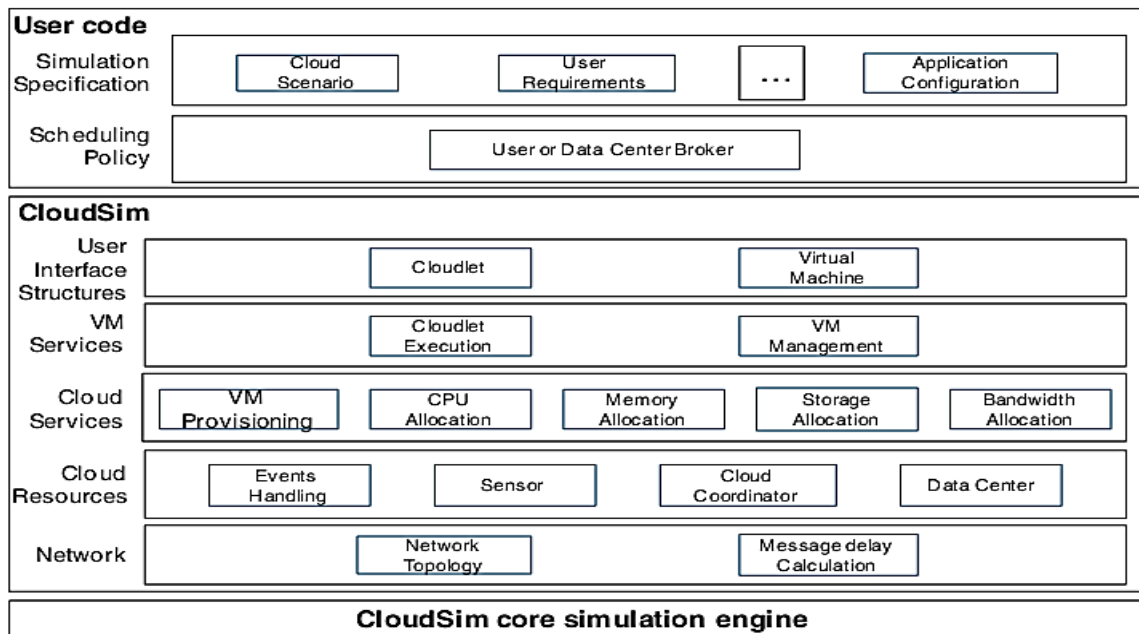 User code
Simulation
Specification
Cloud
Scenario
User
Requirements
...
Application
Configuration
Scheduling
Policy
User or Data Center Broker
CloudSim
User
Interface
Structures
Cloudlet
Virtual
Machine
VM
Services
Cloudlet
Execution
VM
Management
Cloud
Services
VM
Provisioning
CPU
Allocation
Memory
Allocation
Storage
Allocation
Bandwidth
Allocation
Cloud
Resources
Events
Handling
Sensor
Cloud
Coordinator
Data Center
Network
Network
Topology
Message delay
Calculation
CloudSim core simulation engine